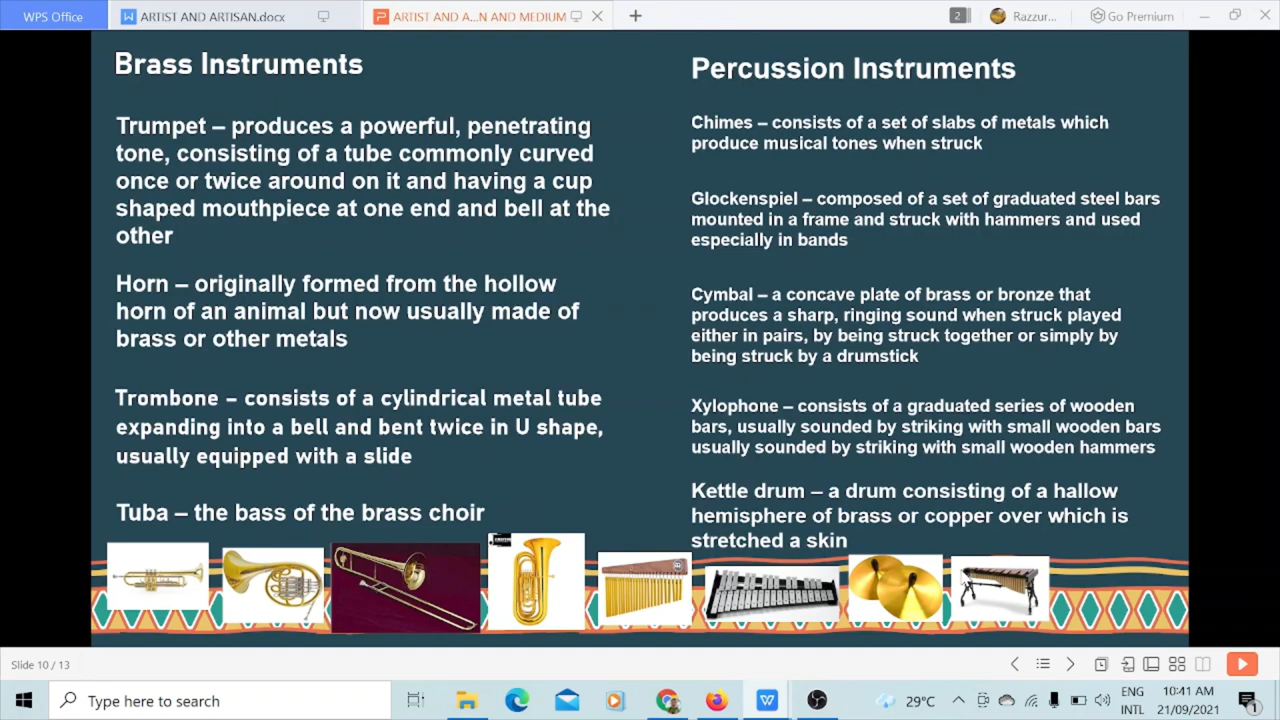 WPS Office
ARTIST AND ARTISAN.docx
ARTIST AND A...N AND MEDIUM
2
Razzur...
Go Premium
Brass Instruments
Trumpet – produces a powerful, penetrating
tone, consisting of a tube commonly curved
once or twice around on it and having a cup
shaped mouthpiece at one end and bell at the
other
Horn – originally formed from the hollow
horn of an animal but now usually made of
brass or other metals
Trombone – consists of a cylindrical metal tube
expanding into a bell and bent twice in U shape,
usually equipped with a slide
Tuba – the bass of the brass choir
Percussion Instruments
Chimes – consists of a set of slabs of metals which
produce musical tones when struck
Glockenspiel – composed of a set of graduated steel bars
mounted in a frame and struck with hammers and used
especially in bands
Cymbal – a concave plate of brass or bronze that
produces a sharp, ringing sound when struck played
either in pairs, by being struck together or simply by
being struck by a drumstick
Xylophone – consists of a graduated series of wooden
bars, usually sounded by striking with small wooden bars
usually sounded by striking with small wooden hammers
Kettle drum – a drum consisting of a hallow
hemisphere of brass or copper over which is
stretched a skin
Slide 10 / 13
Type here to search
29°C
ENG
INTL
10:41 AM
21/09/2021
1